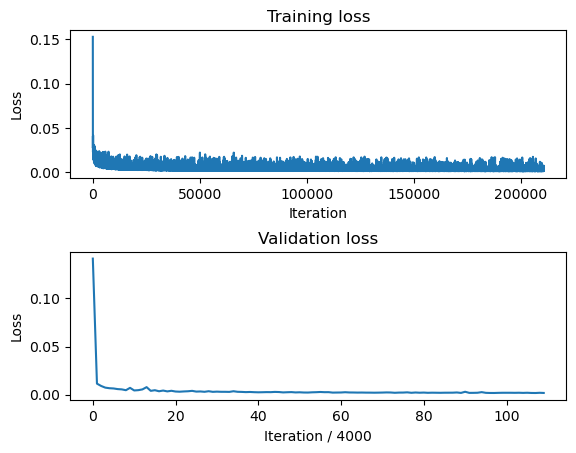 Training loss
0.15
0.10
0.05
0.00
Loss
0 50000 100000 150000 200000
Iteration
Validation loss
0.10
0.05
0.00
Loss
0 20 40 60 80 100
Iteration / 4000